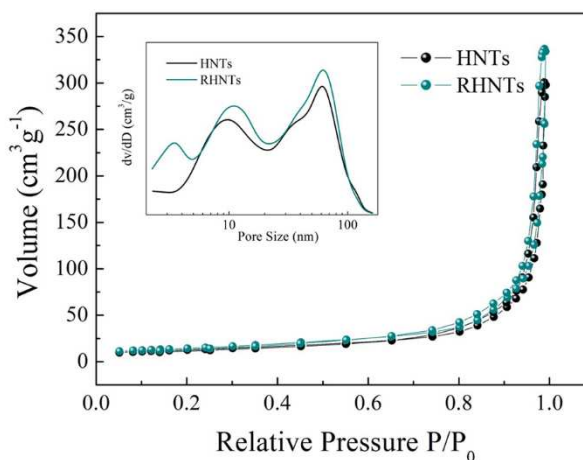 350
300
250
200
150
100
50
0
Volume (cm³g⁻¹)
HNTs
RHNTs
dv/dD (cm³/g)
10
100
Pore Size (nm)
HNTs
RHNTs
0.0
0.2
0.4
0.6
0.8
1.0
Relative Pressure P/P₀